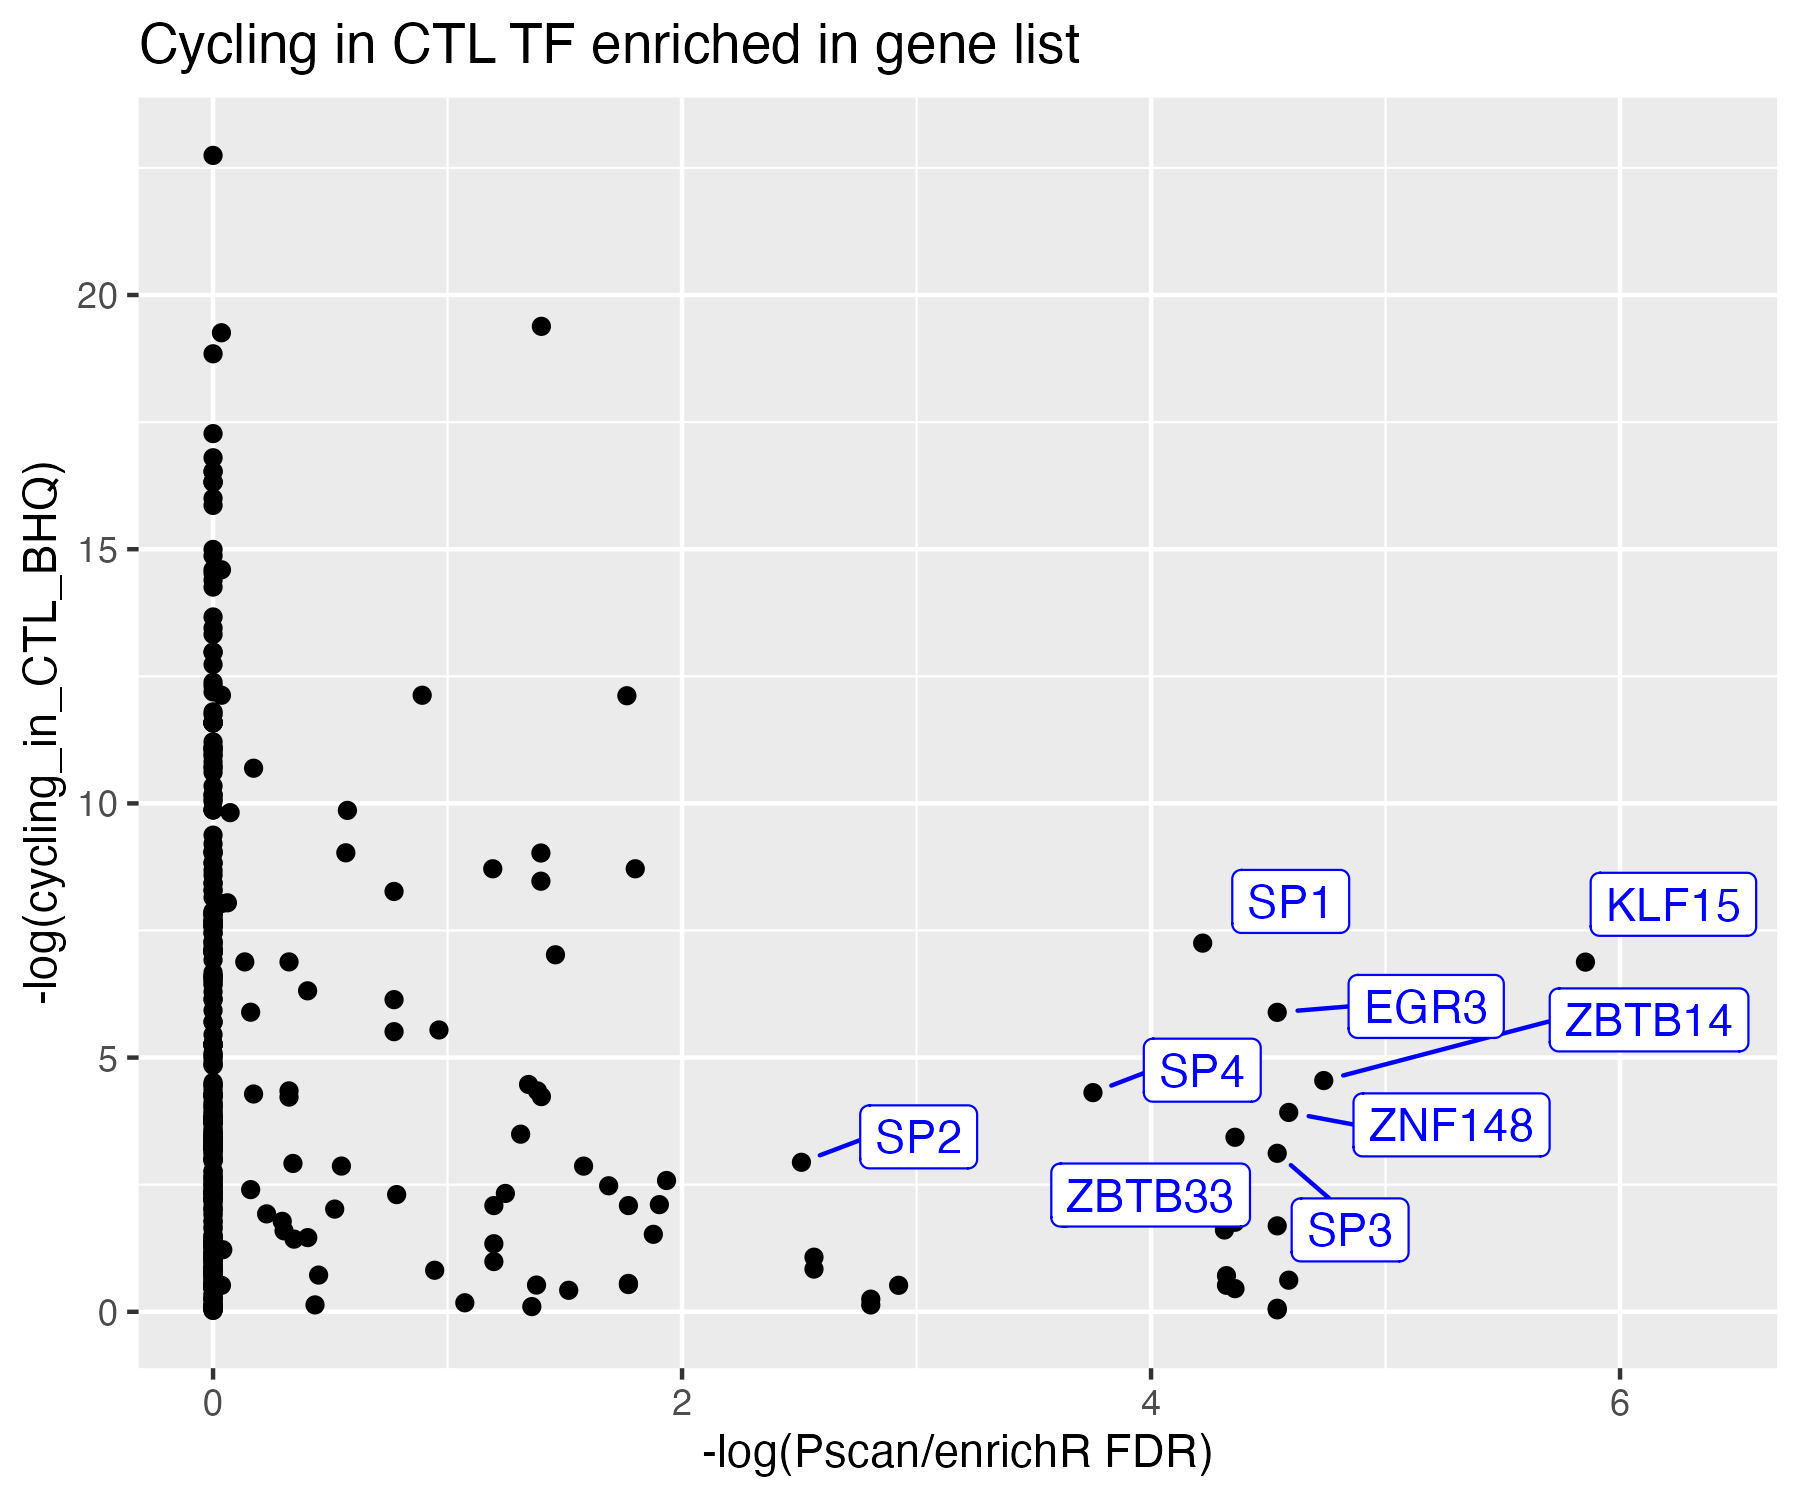 Cycling in CTL TF enriched in gene list
-log(cycling_in_CTL_BHQ)
20
15
10
5
0
SP1
KLF15
EGR3
ZBTB14
SP4
ZNF148
SP2
ZBTB33
SP3
0
2
4
6
-log(Pscan/enrichR FDR)